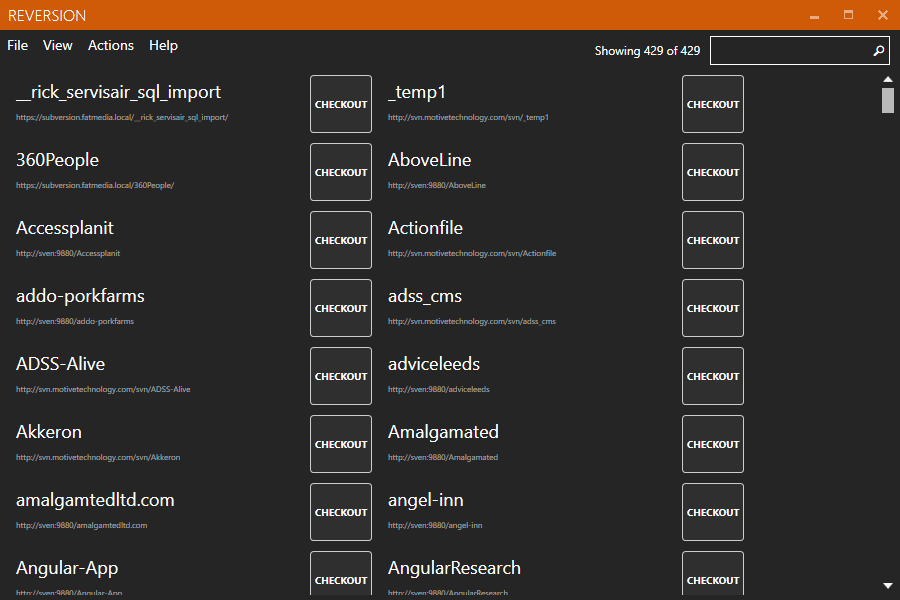 REVERSION
File View Actions Help
Showing 429 of 429
__rick_servisair_sql_import
https://subversion.fatmedia.local/__rick_servisair_sql_import/
CHECKOUT
_temp1
http://svn.motivetechnology.com/svn/_temp1
CHECKOUT
360People
https://subversion.fatmedia.local/360People/
CHECKOUT
AboveLine
http://sven:9880/AboveLine
CHECKOUT
Accessplanit
http://sven:9880/Accessplanit
CHECKOUT
Actionfile
http://svn.motivetechnology.com/svn/Actionfile
CHECKOUT
addo-porkfarms
http://sven:9880/addo-porkfarms
CHECKOUT
adss_cms
http://svn.motivetechnology.com/svn/adss_cms
CHECKOUT
ADSS-Alive
http://svn.motivetechnology.com/svn/ADSS-Alive
CHECKOUT
adviceleeds
http://sven:9880/adviceleeds
CHECKOUT
Akkeron
http://svn.motivetechnology.com/svn/Akkeron
CHECKOUT
Amalgamated
http://sven:9880/Amalgamated
CHECKOUT
amalgamtedltd.com
http://sven:9880/amalgamtedltd.com
CHECKOUT
angel-inn
http://sven:9880/angel-inn
CHECKOUT
Angular-App
http://sven:9880/Angular-App
CHECKOUT
AngularResearch
http://sven:9880/AngularResearch
CHECKOUT